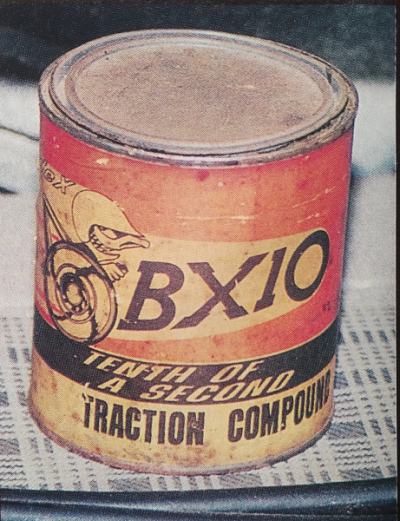 BX10
TENTH OF
A SECOND
TRACTION COMPOUND